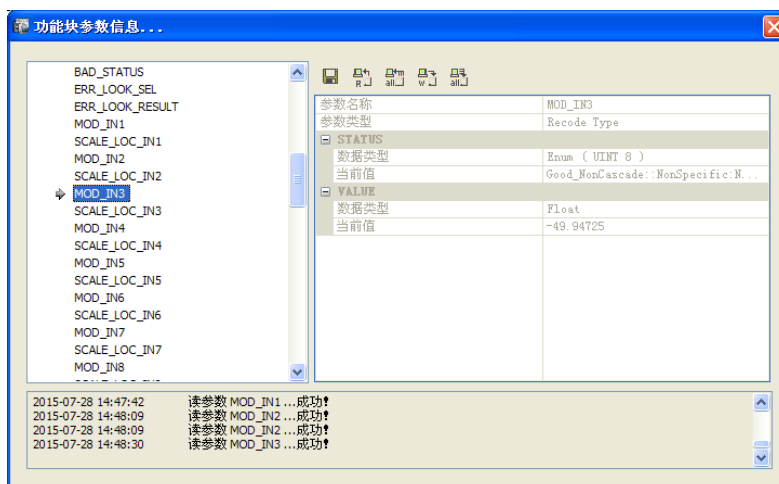 功能块参数信息...
BAD_STATUS
ERR_LOOK_SEL
ERR_LOOK_RESULT
MOD_IN1
SCALE_LOC_IN1
MOD_IN2
SCALE_LOC_IN2
MOD_IN3
SCALE_LOC_IN3
MOD_IN4
SCALE_LOC_IN4
MOD_IN5
SCALE_LOC_IN5
MOD_IN6
SCALE_LOC_IN6
MOD_IN7
SCALE_LOC_IN7
MOD_IN8
R all w all
参数名称 MOD_IN3
参数类型 Recode Type
STATUS
数据类型 Enum ( UINT 8 )
当前值 Good_NonCascade::NonSpecific:N...
VALUE
数据类型 Float
当前值 -49.94725
2015-07-28 14:47:42 读参数 MOD_IN1 ...成功!
2015-07-28 14:48:09 读参数 MOD_IN2 ...成功!
2015-07-28 14:48:09 读参数 MOD_IN2 ...成功!
2015-07-28 14:48:30 读参数 MOD_IN3 ...成功!